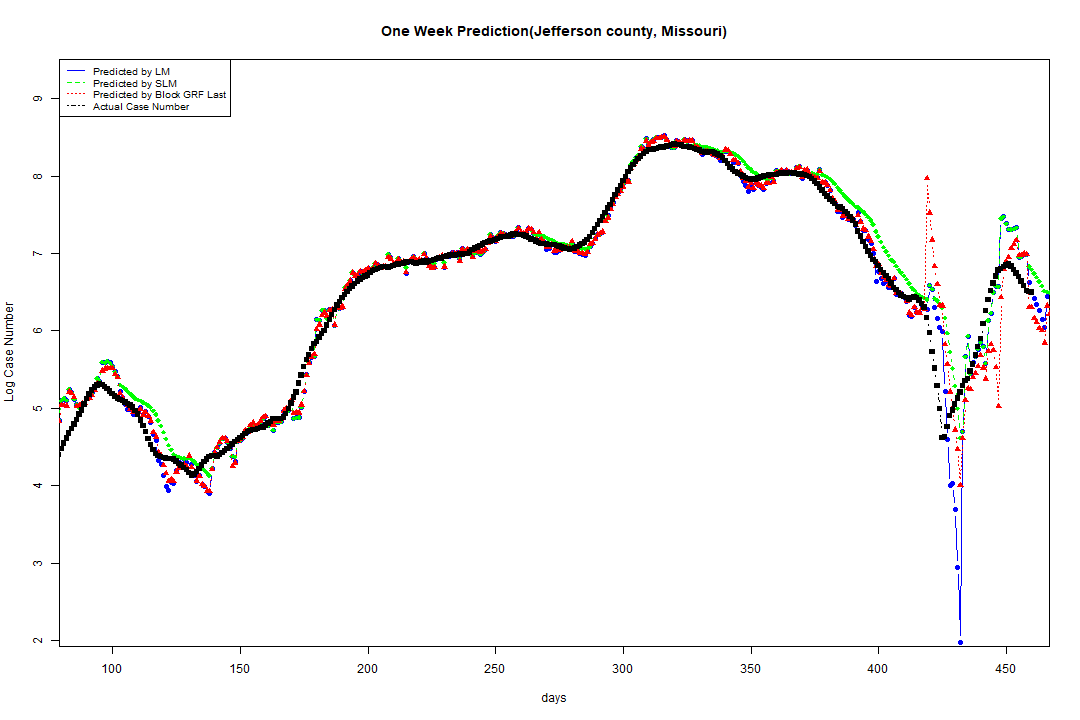 One Week Prediction(Jefferson county, Missouri)
Predicted by LM
Predicted by SLM
Predicted by Block GRF Last
Actual Case Number
Log Case Number
9
8
7
6
5
4
3
2
100 150 200 250 300 350 400 450
days